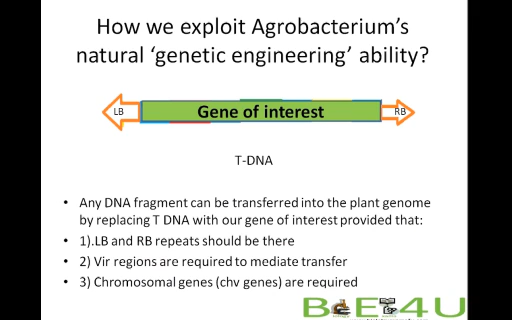 How we exploit Agrobacterium's
natural 'genetic engineering' ability?
LB
Gene of interest
RB
T-DNA
• Any DNA fragment can be transferred into the plant genome
by replacing T DNA with our gene of interest provided that:
• 1).LB and RB repeats should be there
• 2) Vir regions are required to mediate transfer
• 3) Chromosomal genes (chv genes) are required